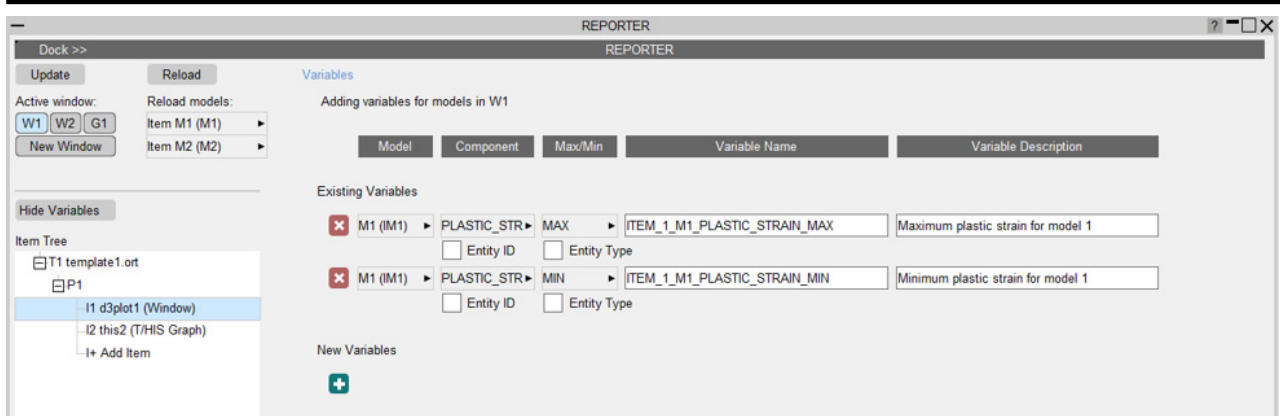 REPORTER ?
Dock >> REPORTER
Update Reload Variables
Active window: Reload models: Adding variables for models in W1
W1 W2 G1 Item M1 (M1)
New Window Item M2 (M2) Model Component Max/Min Variable Name Variable Description
Existing Variables
Hide Variables
M1 (IM1) PLASTIC_STR MAX ITEM_1_M1_PLASTIC_STRAIN_MAX Maximum plastic strain for model 1
Item Tree
Entity ID Entity Type
T1 template1.ort
M1 (IM1) PLASTIC_STR MIN ITEM_1_M1_PLASTIC_STRAIN_MIN Minimum plastic strain for model 1
P1
Entity ID Entity Type
I1 d3plot1 (Window)
I2 this2 (T/HIS Graph)
I+ Add Item New Variables